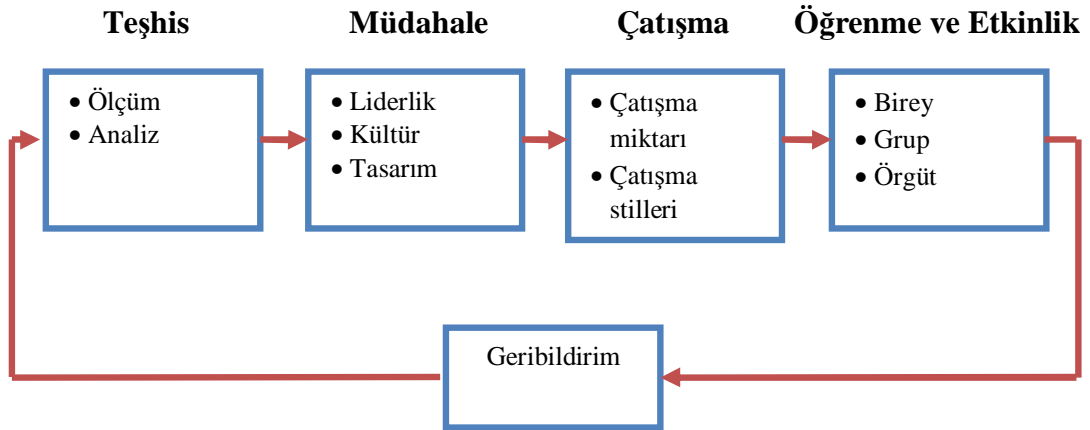 Teşhis
Müdahale
Çatışma
Öğrenme ve Etkinlik
• Ölçüm
• Analiz
• Liderlik
• Kültür
• Tasarım
• Çatışma
miktarı
• Çatışma
stilleri
• Birey
• Grup
• Örgüt
Geribildirim